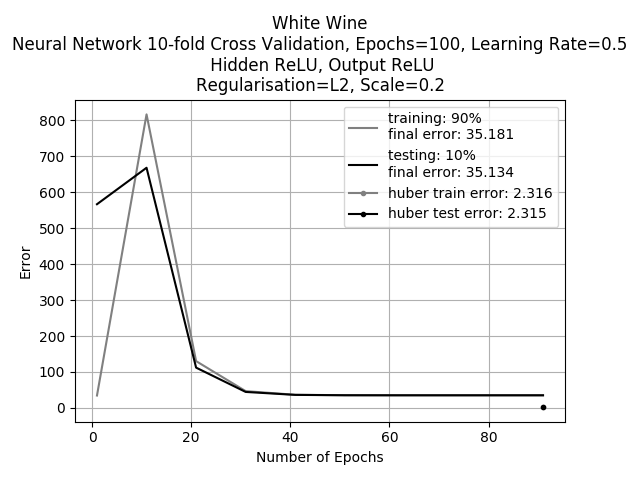 White Wine
Neural Network 10-fold Cross Validation, Epochs=100, Learning Rate=0.5
Hidden ReLU, Output ReLU
Regularisation=L2, Scale=0.2
training: 90%
final error: 35.181
testing: 10%
final error: 35.134
huber train error: 2.316
huber test error: 2.315
Error
800
700
600
500
400
300
200
100
0
0 20 40 60 80
Number of Epochs